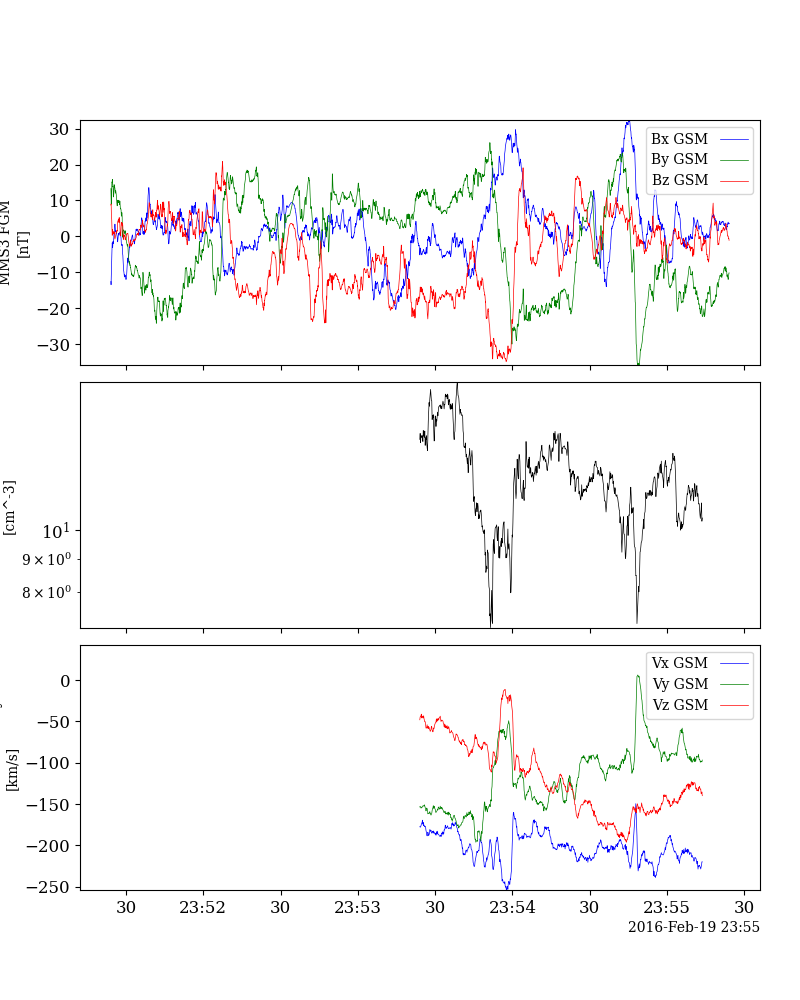 30
20
10
0
−10
−20
−30
MMS3 FGM
[nT]
Bx GSM
By GSM
Bz GSM
10¹
9 × 10⁰
8 × 10⁰
[cm^-3]
0
−50
−100
−150
−200
−250
[km/s]
Vx GSM
Vy GSM
Vz GSM
30 23:52 30 23:53 30 23:54 30 23:55 30
2016-Feb-19 23:55